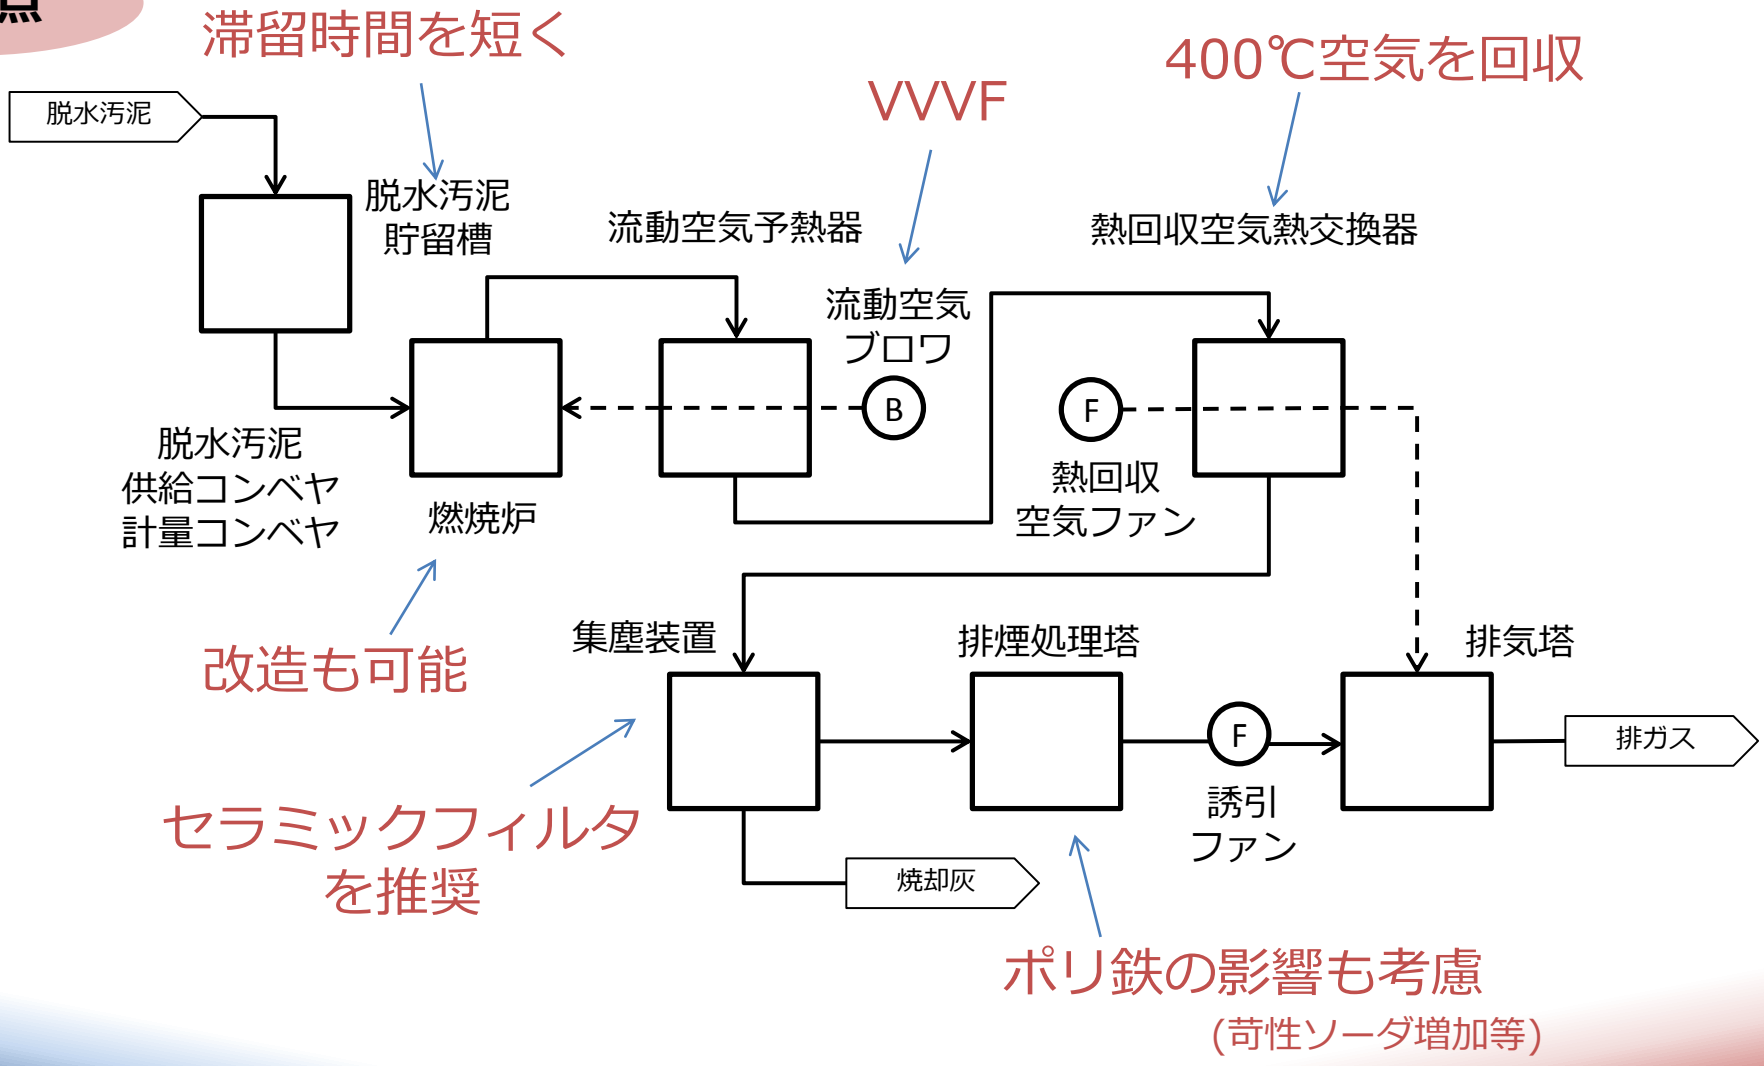 点
滞留時間を短く
400℃空気を回収
VVVF
脱水汚泥
脱水汚泥
貯留槽
流動空気予熱器
熱回収空気熱交換器
流動空気
ブロワ
B
F
脱水汚泥
供給コンベヤ
計量コンベヤ
燃焼炉
熱回収
空気ファン
改造も可能
集塵装置
排煙処理塔
排気塔
F
排ガス
誘引
ファン
セラミックフィルタ
を推奨
焼却灰
ポリ鉄の影響も考慮
(苛性ソーダ増加等)